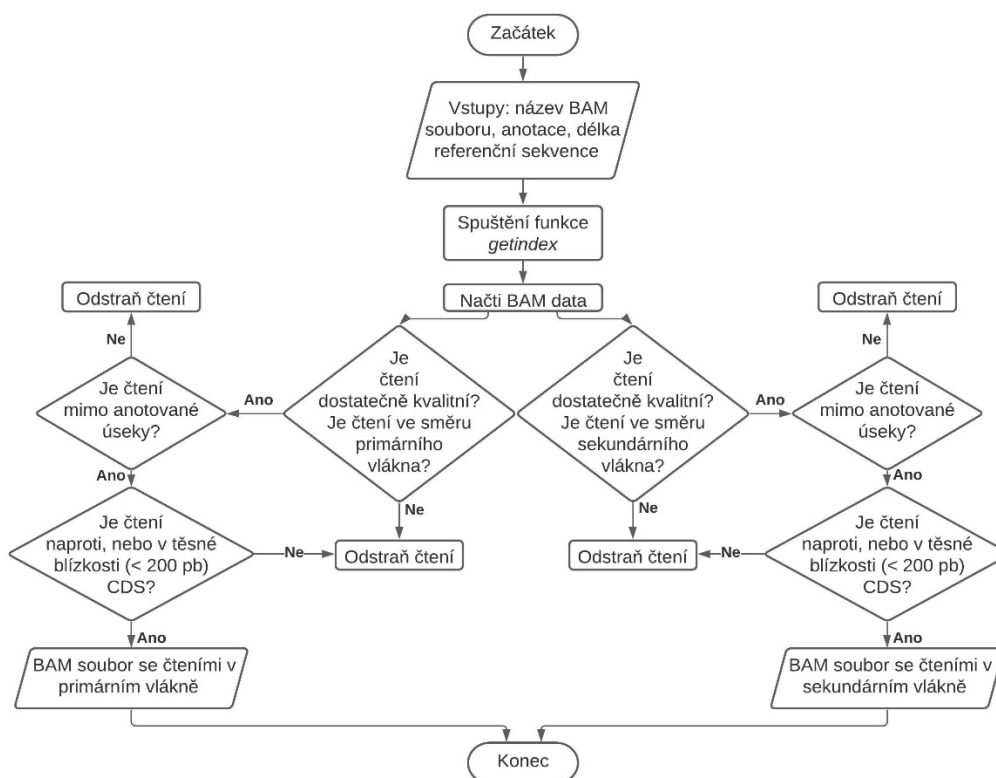 Začátek
Vstupy: název BAM
souboru, anotace, délka
referenční sekvence
Spuštění funkce
getindex
Načti BAM data
Odstraň čtení
Odstraň čtení
Ne
Ne
Je čtení
mimo anotované
úseky?
Ano
Je
čtení
dostatečně kvalitní?
Je čtení ve směru
primárního
vlákna?
Je
čtení
dostatečně kvalitní?
Je čtení ve směru
sekundárního
vlákna?
Ano
Je čtení
mimo anotované
úseky?
Ano
Ne
Ne
Ano
Je čtení
naproti, nebo v těsné
blízkosti (< 200 pb)
CDS?
Ne
Odstraň čtení
Odstraň čtení
Ne
Je čtení
naproti, nebo v těsné
blízkosti (< 200 pb)
CDS?
Ano
Ano
BAM soubor se čteními v
primárním vlákně
BAM soubor se čteními v
sekundárním vlákně
Konec